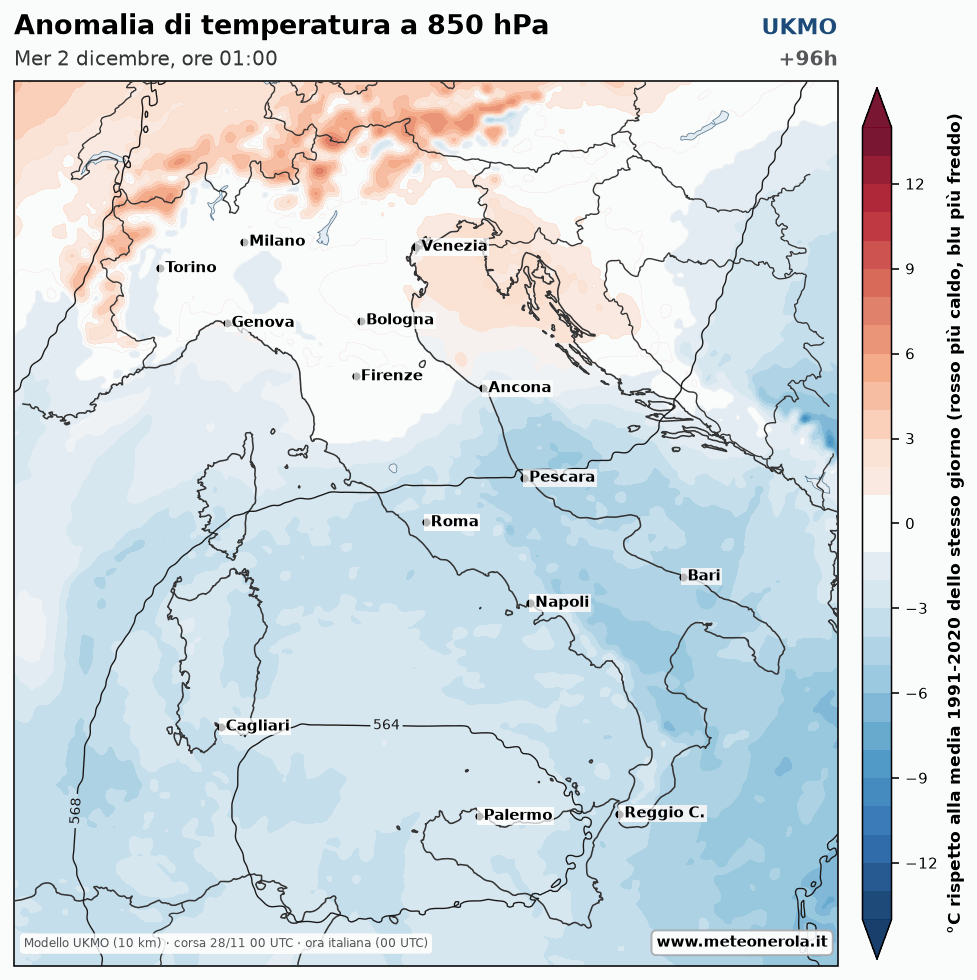 Anomalia di temperatura a 850 hPa
UKMO
Mer 2 dicembre, ore 01:00
+96h
Milano
Venezia
Torino
Genova
Bologna
Firenze
Ancona
Pescara
Roma
Bari
Napoli
Cagliari
564
568
Palermo
Reggio C.
Modello UKMO (10 km) · corsa 28/11 00 UTC · ora italiana (00 UTC)
www.meteonerola.it
12
9
6
3
0
−3
−6
−9
−12
°C rispetto alla media 1991-2020 dello stesso giorno (rosso più caldo, blu più freddo)